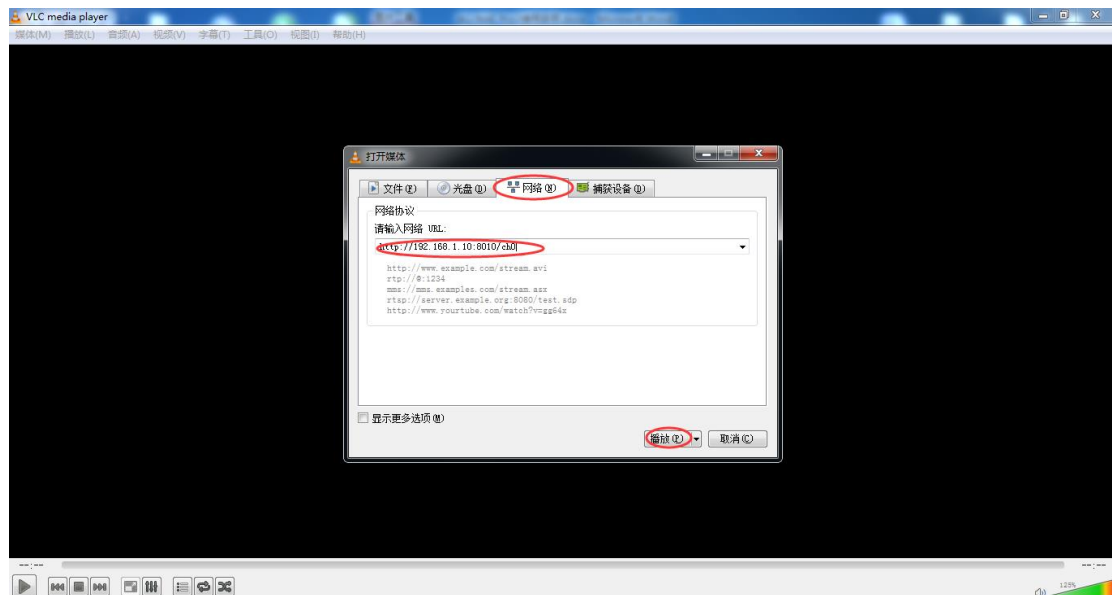 VLC media player
媒体(M) 播放(L) 音频(A) 视频(V) 字幕(T) 工具(O) 视图(I) 帮助(H)
打开媒体
文件(F) 光盘(D) 网络(N) 捕获设备(D)
网络协议
请输入网络 URL:
http://192.168.1.10:8010/ch0
http://www.example.com/stream.avi
rtp://@:1234
mms://mms.examples.com/stream.asx
rtsp://server.example.org:8080/test.sdp
http://www.yourtube.com/watch?v=gg64x
显示更多选项(M)
播放(P) 取消(C)
--:-- --:--
125%